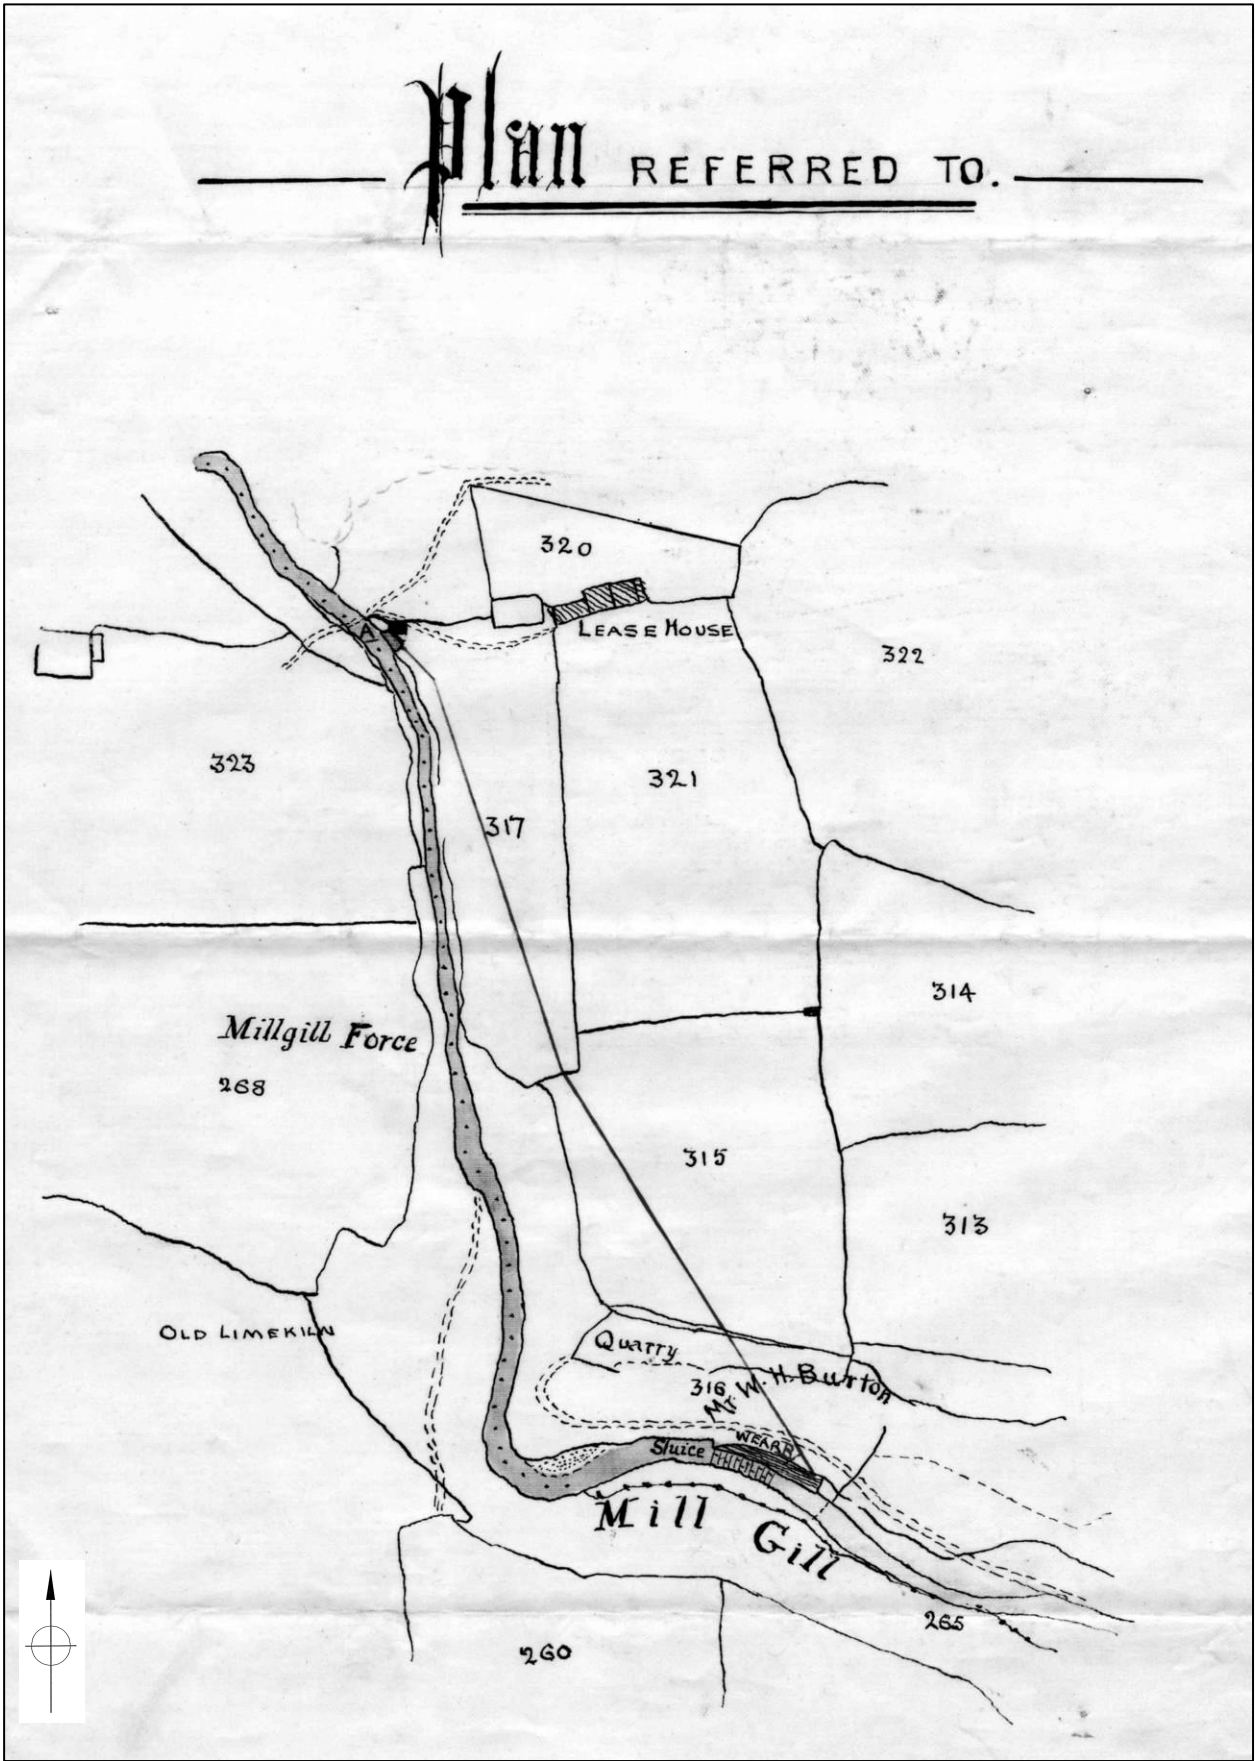 Plan REFERRED TO.
320
LEASE HOUSE
A
322
323
321
317
314
Millgill Force
268
315
313
OLD LIMEKILN
Quarry
316
Mr W. H. Burton
WEARR
Sluice
Mill Gill
265
260